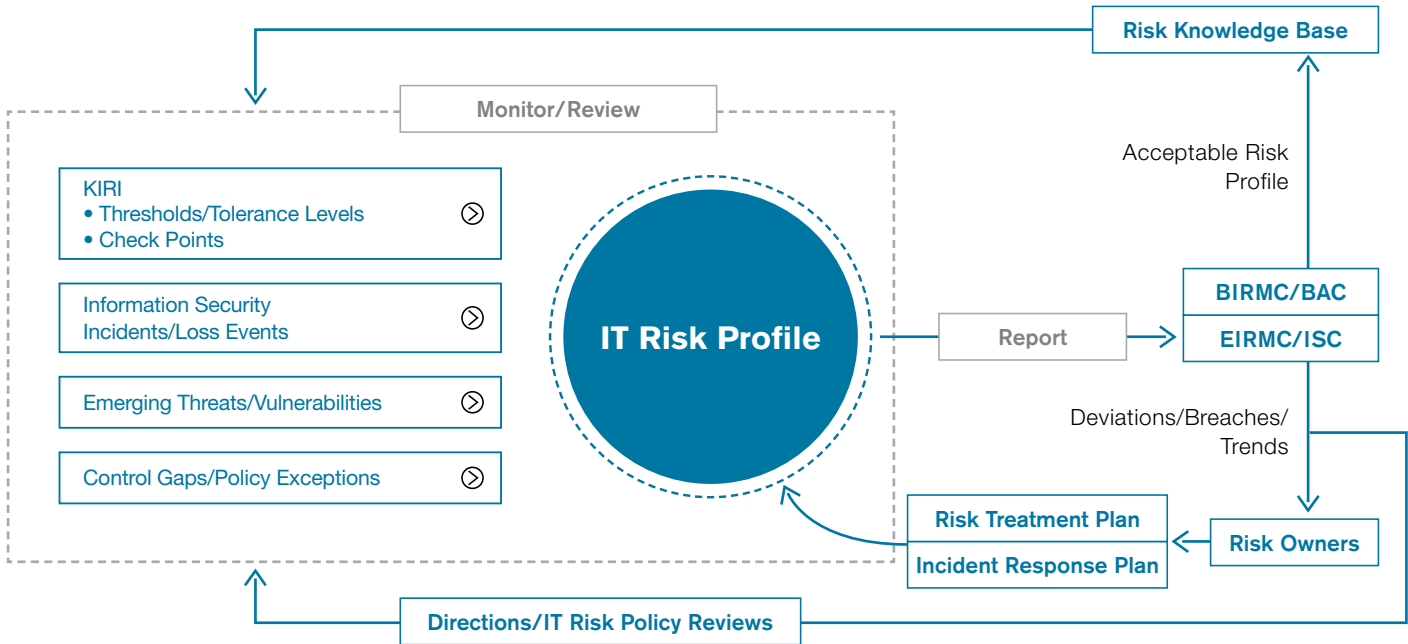 Risk Knowledge Base
Monitor/Review
Acceptable Risk
Profile
KIRI
• Thresholds/Tolerance Levels
• Check Points
Information Security
Incidents/Loss Events
Emerging Threats/Vulnerabilities
Control Gaps/Policy Exceptions
IT Risk Profile
Report
BIRMC/BAC
EIRMC/ISC
Deviations/Breaches/
Trends
Risk Owners
Risk Treatment Plan
Incident Response Plan
Directions/IT Risk Policy Reviews